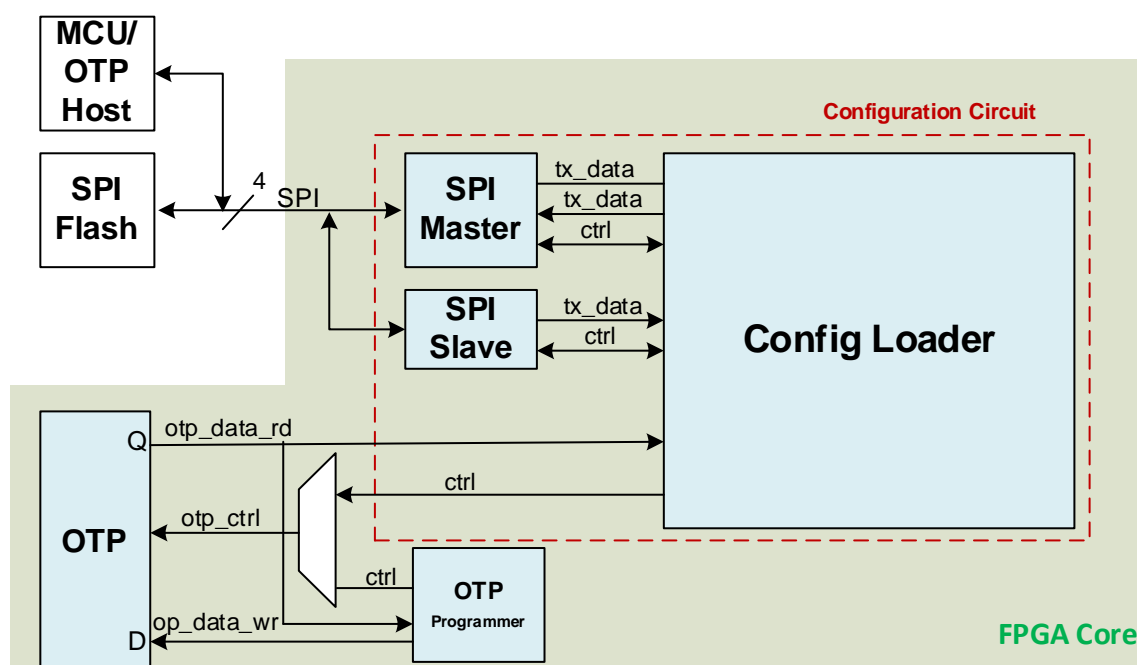 MCU/
OTP
Host
Configuration Circuit
SPI
Flash
4
SPI
SPI
Master
tx_data
tx_data
ctrl
SPI
Slave
tx_data
ctrl
Config Loader
Q
otp_data_rd
ctrl
OTP
otp_ctrl
ctrl
OTP
Programmer
D
op_data_wr
FPGA Core